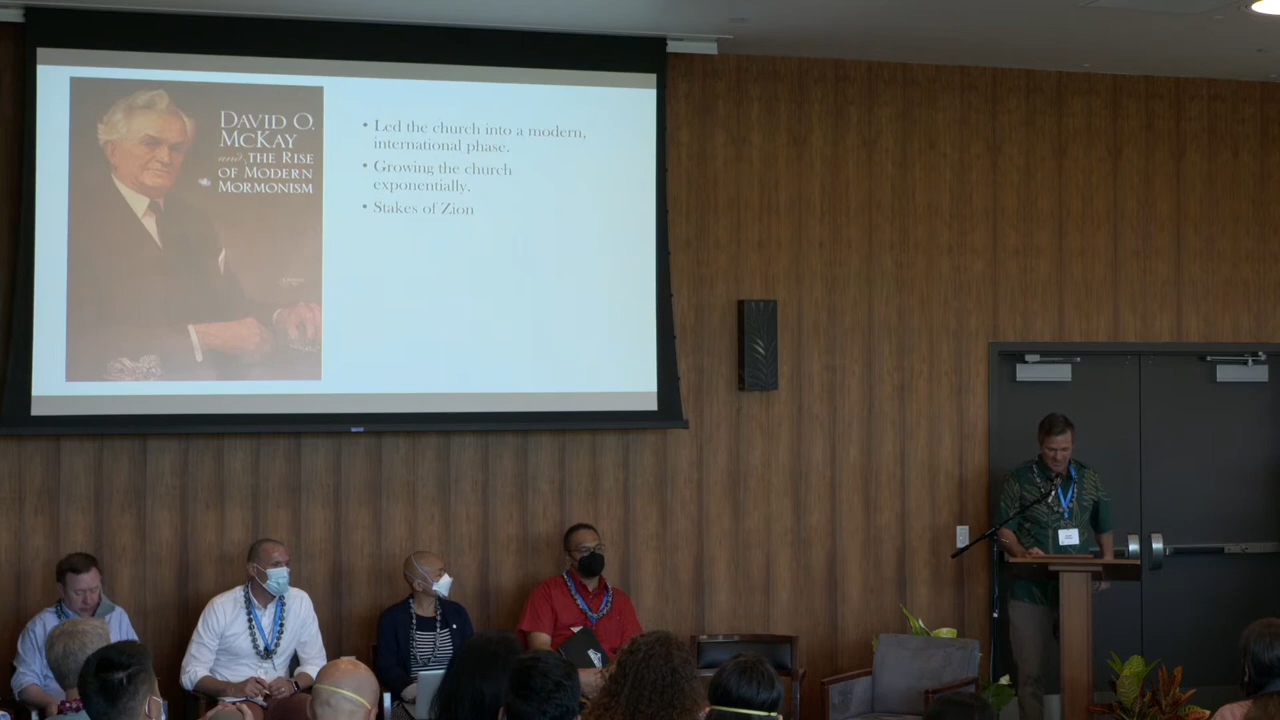 DAVID O.
MCKAY
and THE RISE
OF MODERN
MORMONISM
• Led the church into a modern,
international phase.
• Growing the church
exponentially.
• Stakes of Zion